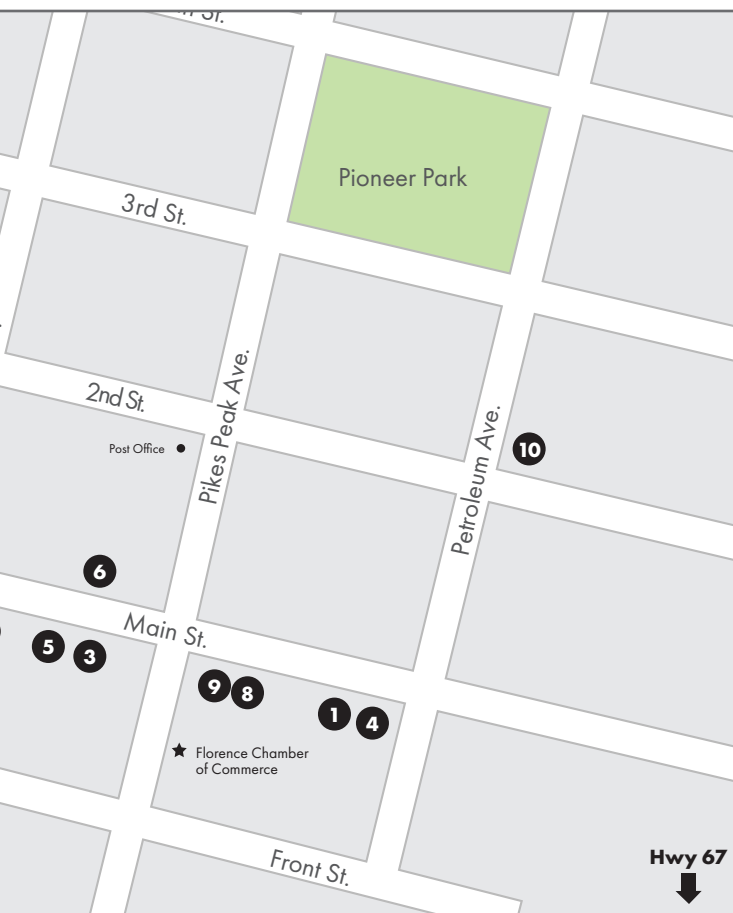 St.
Pioneer Park
3rd St.
2nd St.
Pikes Peak Ave.
Petroleum Ave.
10
Post Office
6
Main St.
5
3
9
8
1
4
Florence Chamber
of Commerce
Hwy 67
Front St.